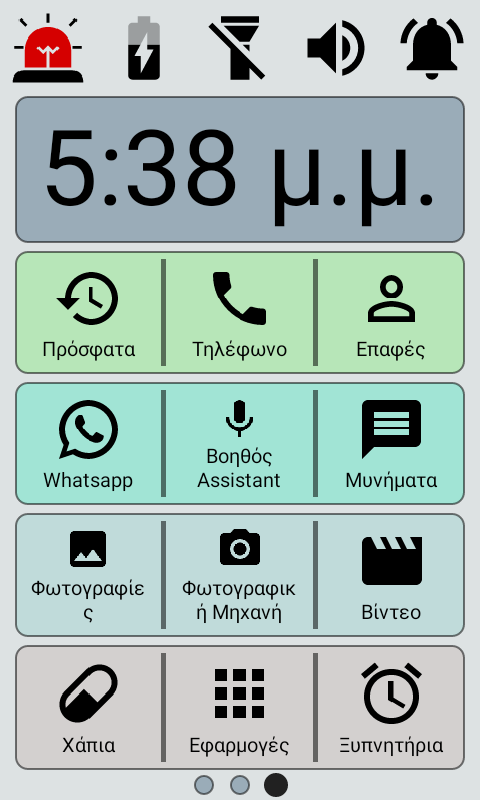 5:38 μ.μ.
Πρόσφατα
Τηλέφωνο
Επαφές
Whatsapp
Βοηθός
Assistant
Μυνήματα
Φωτογραφίε
ς
Φωτογραφικ
ή Μηχανή
Βίντεο
Χάπια
Εφαρμογές
Ξυπνητήρια